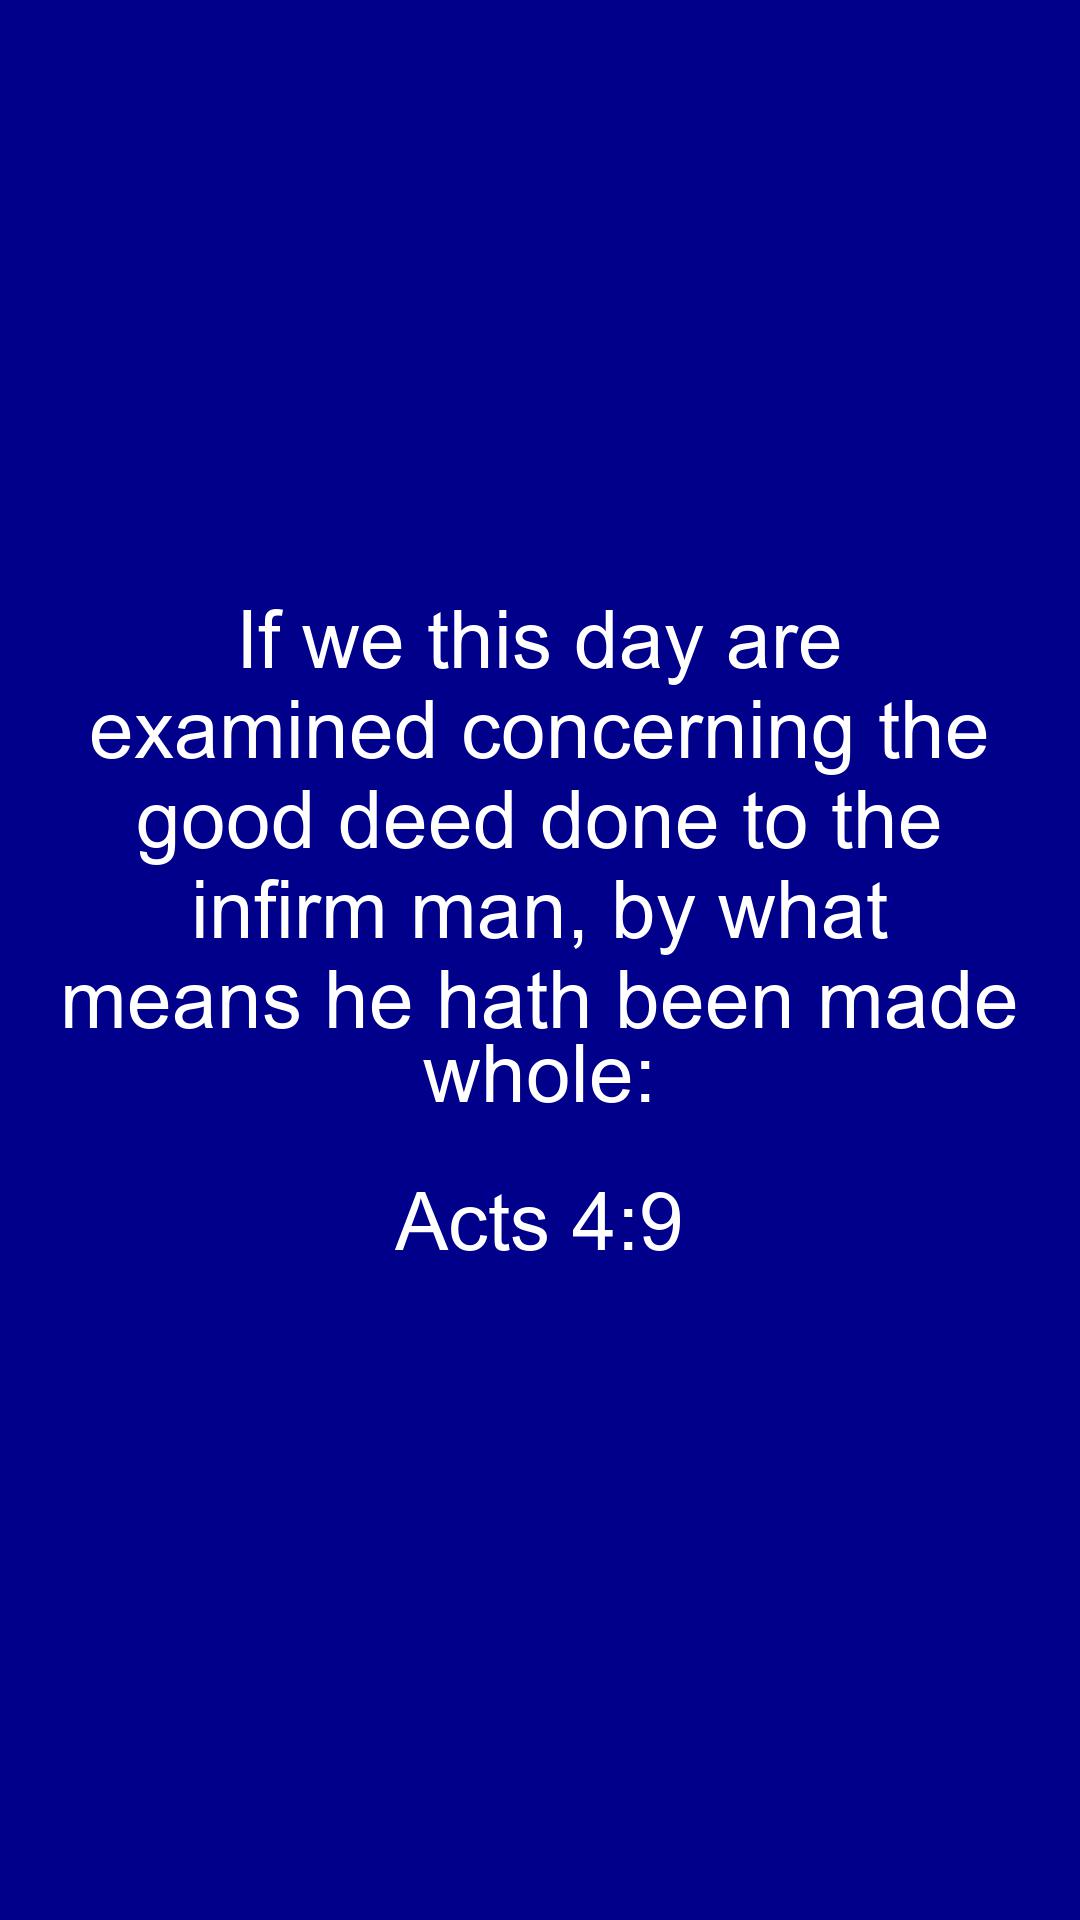 If we this day are
examined concerning the
good deed done to the
infirm man, by what
means he hath been made
whole:
Acts 4:9